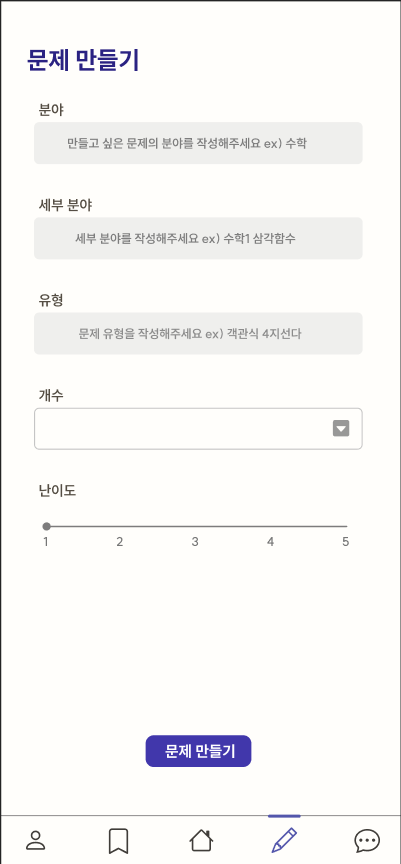 문제 만들기
분야
만들고 싶은 문제의 분야를 작성해주세요 ex) 수학
세부 분야
세부 분야를 작성해주세요 ex) 수학1 삼각함수
유형
문제 유형을 작성해주세요 ex) 객관식 4지선다
개수
난이도
1 2 3 4 5
문제 만들기